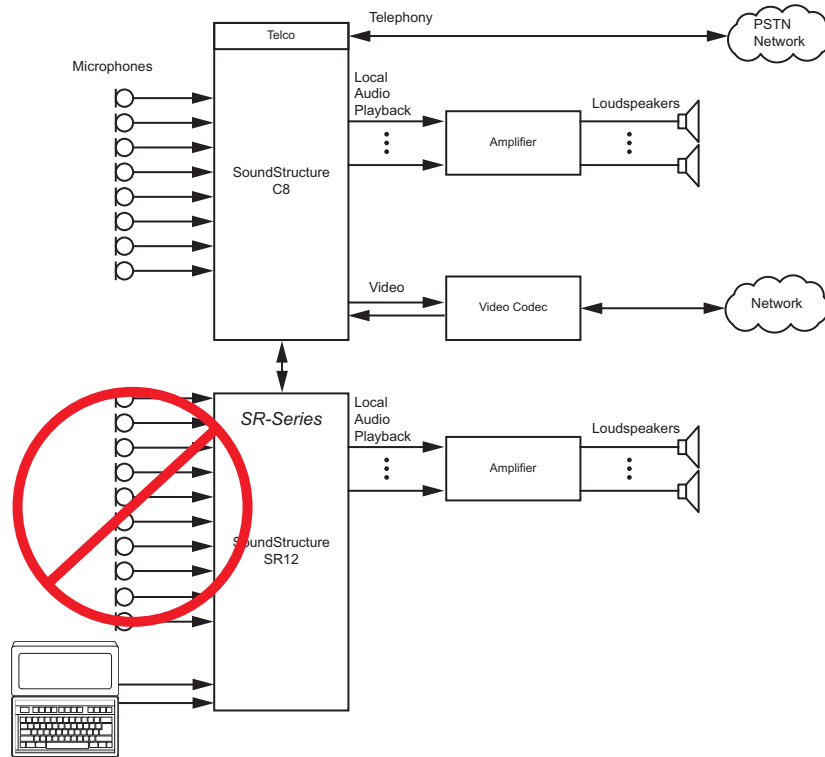 Telco
Telephony
PSTN
Network
Microphones
Local
Audio
Playback
Amplifier
Loudspeakers
SoundStructure
C8
Video
Video Codec
Network
SR-Series
Local
Audio
Playback
Amplifier
Loudspeakers
SoundStructure
SR12